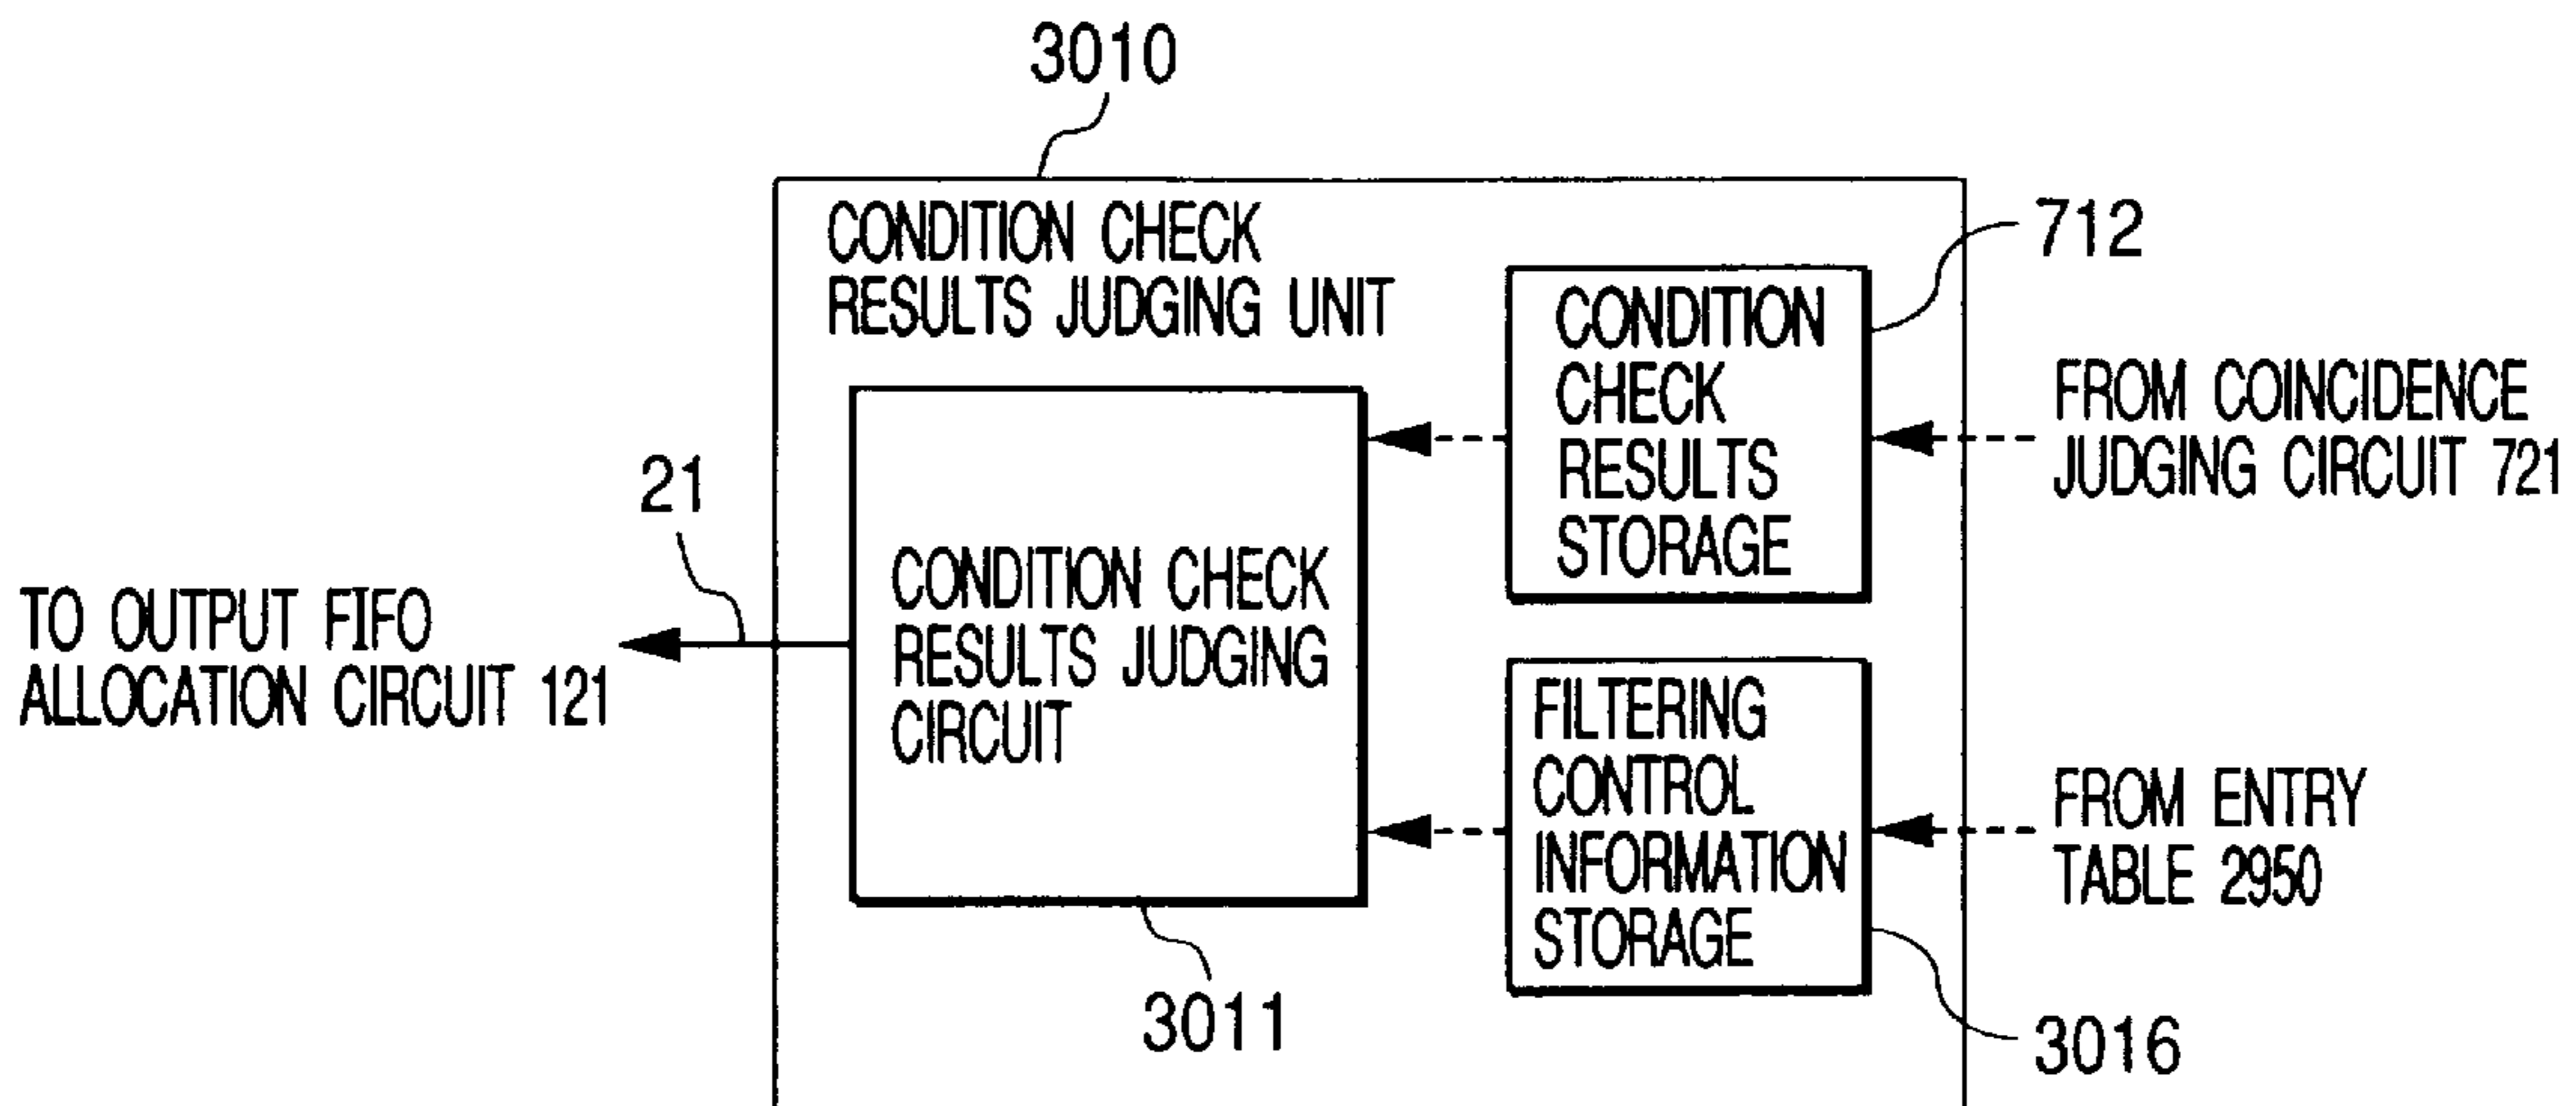 3010
CONDITION CHECK
RESULTS JUDGING UNIT
712
CONDITION
CHECK
RESULTS
STORAGE
FROM COINCIDENCE
JUDGING CIRCUIT 721
21
CONDITION CHECK
RESULTS JUDGING
CIRCUIT
TO OUTPUT FIFO
ALLOCATION CIRCUIT 121
FILTERING
CONTROL
INFORMATION
STORAGE
FROM ENTRY
TABLE 2950
3011
3016